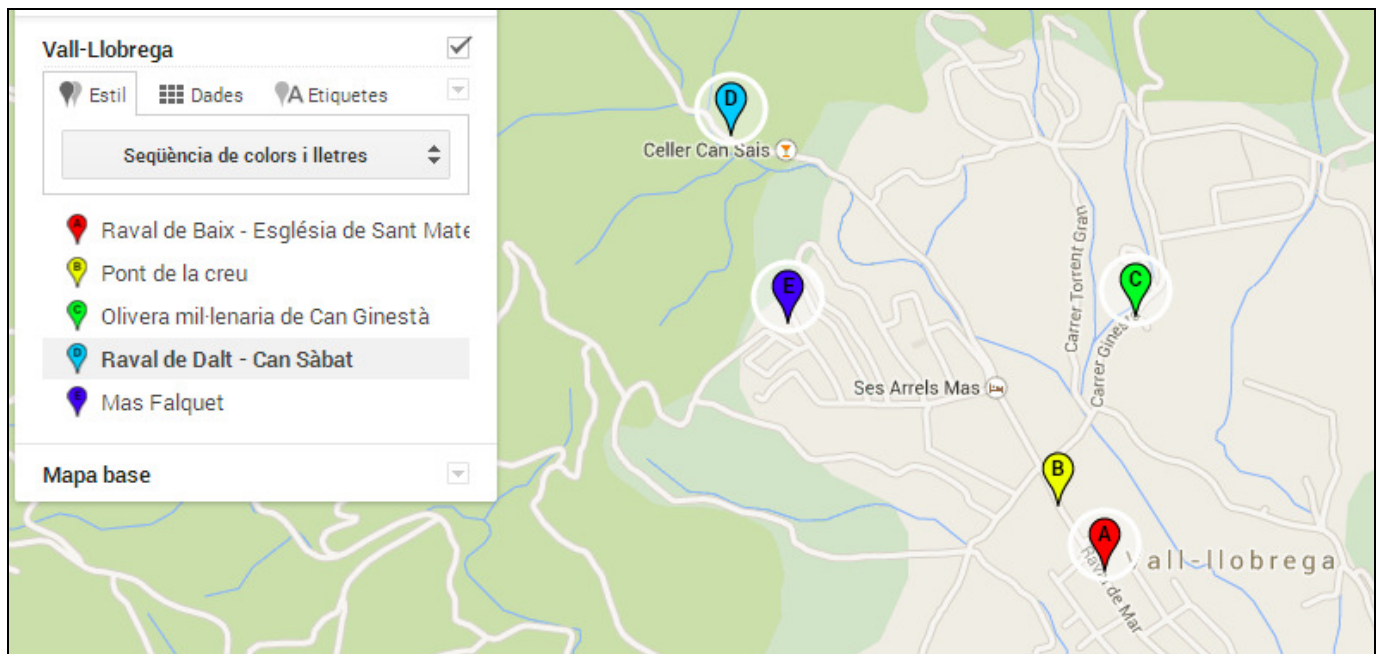 Vall-Llobrega
Estil
Dades
A Etiquetes
Seqüència de colors i lletres
A Raval de Baix - Església de Sant Mate
B Pont de la creu
C Olivera mil·lenaria de Can Ginestà
D Raval de Dalt - Can Sàbat
E Mas Falquet
Mapa base
D
Celler Can Sais
E
C
Carrer Torrent Gran
Carrer Ginestà
Ses Arrels Mas
B
A
Vall-llobrega
Raval de Mar